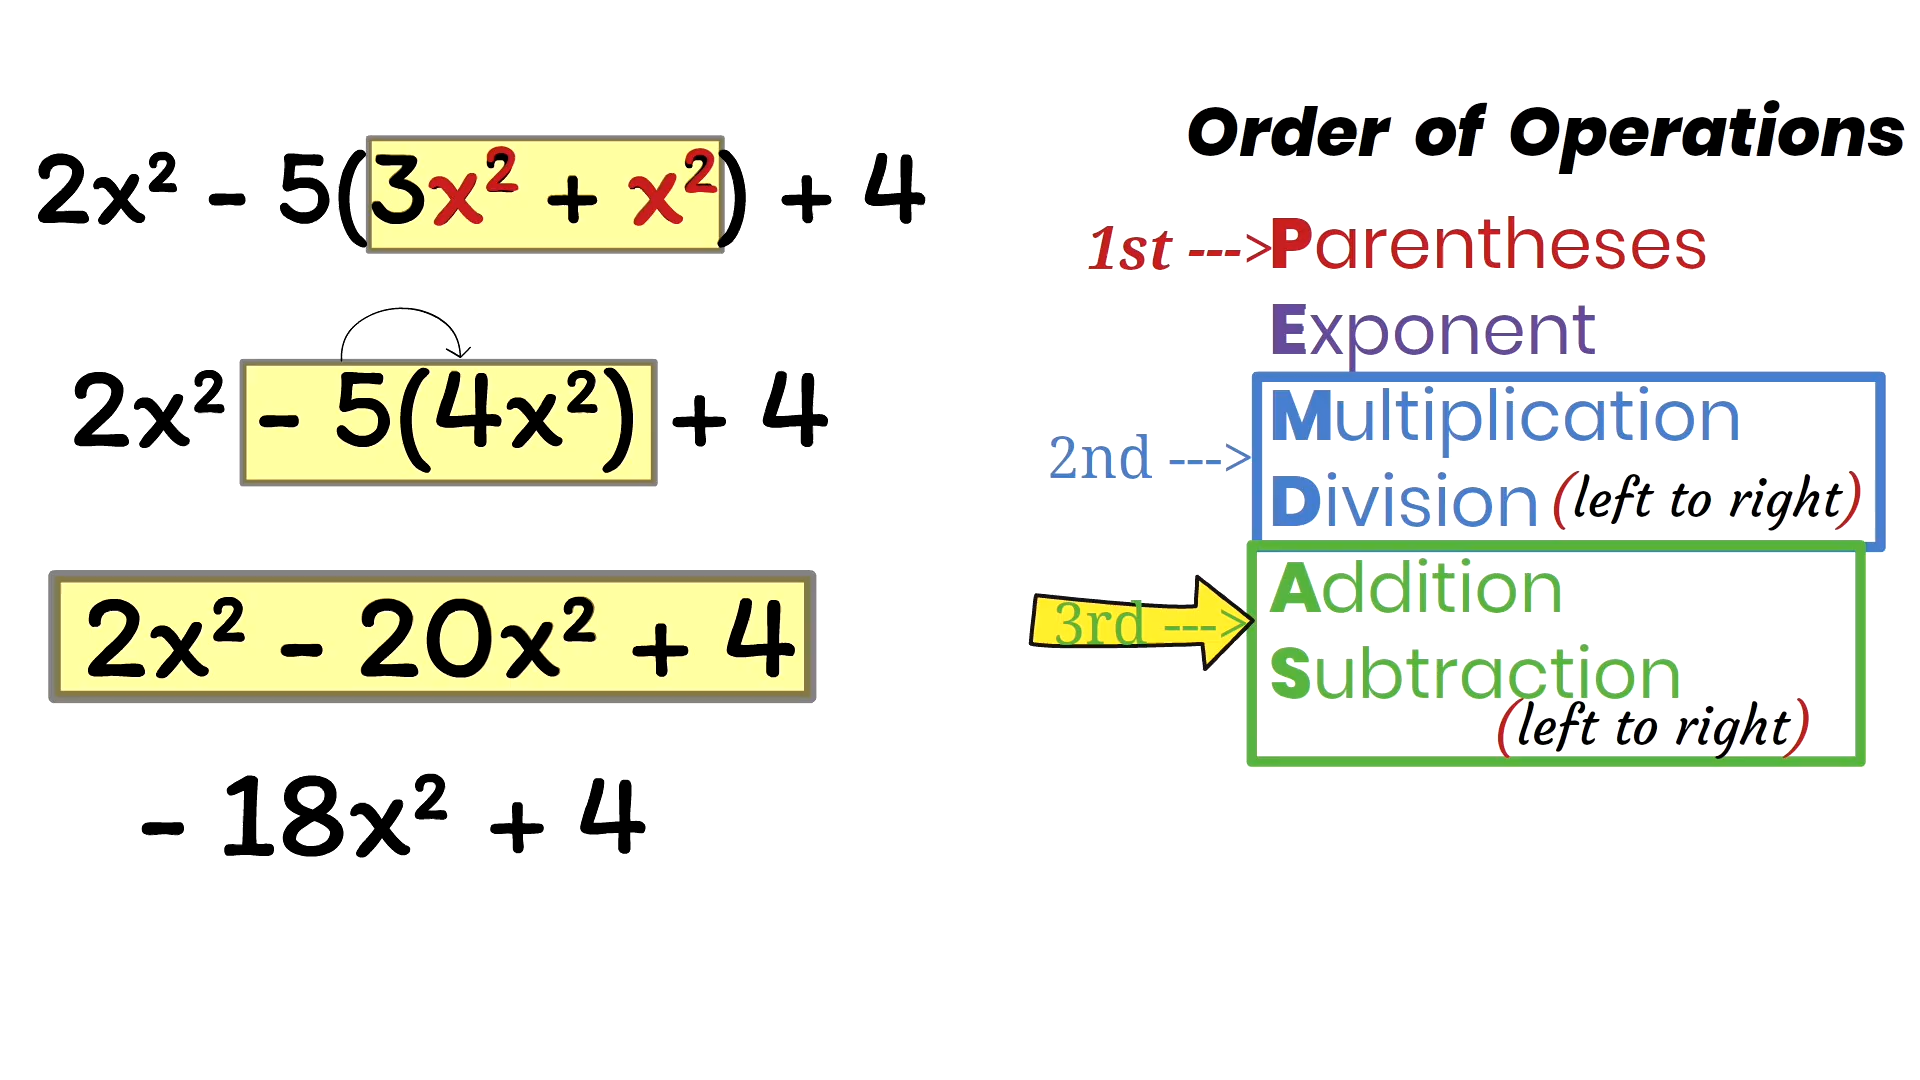 2x² - 5(3x² + x²) + 4
2x² - 5(4x²) + 4
2x² - 20x² + 4
- 18x² + 4
Order of Operations
1st --->Parentheses
Exponent
2nd --->
Multiplication
Division (left to right)
3rd --->
Addition
Subtraction
(left to right)